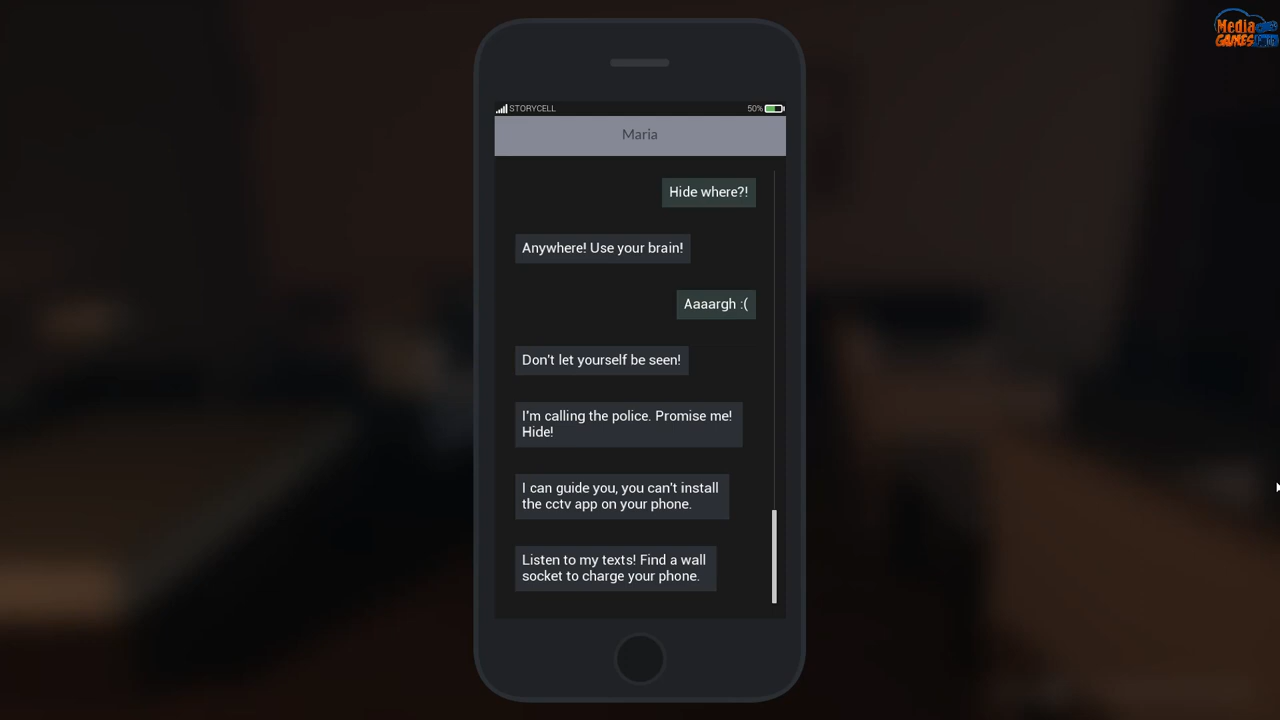 Media
GAMES
STORYCELL
50%
Maria
Hide where?!
Anywhere! Use your brain!
Aaaargh :(
Don't let yourself be seen!
I'm calling the police. Promise me!
Hide!
I can guide you, you can't install
the cctv app on your phone.
Listen to my texts! Find a wall
socket to charge your phone.